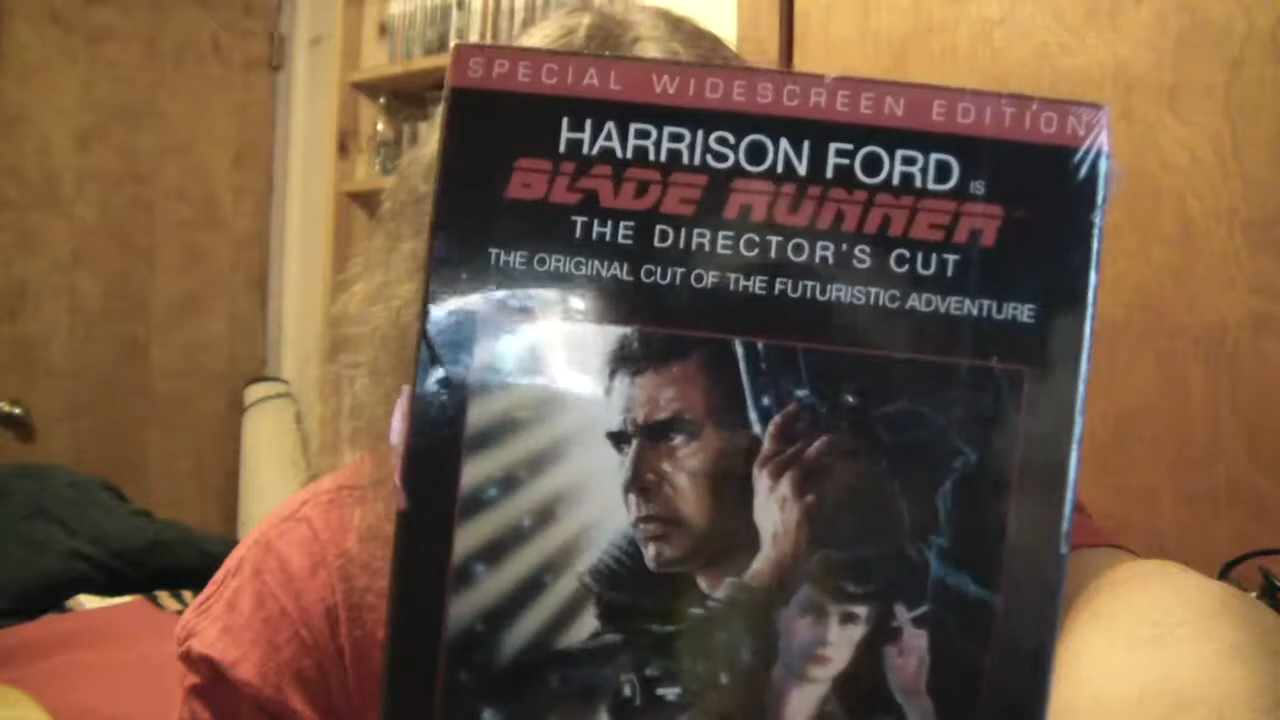 SPECIAL WIDESCREEN EDITION
HARRISON FORD IS
BLADE RUNNER
THE DIRECTOR'S CUT
THE ORIGINAL CUT OF THE FUTURISTIC ADVENTURE